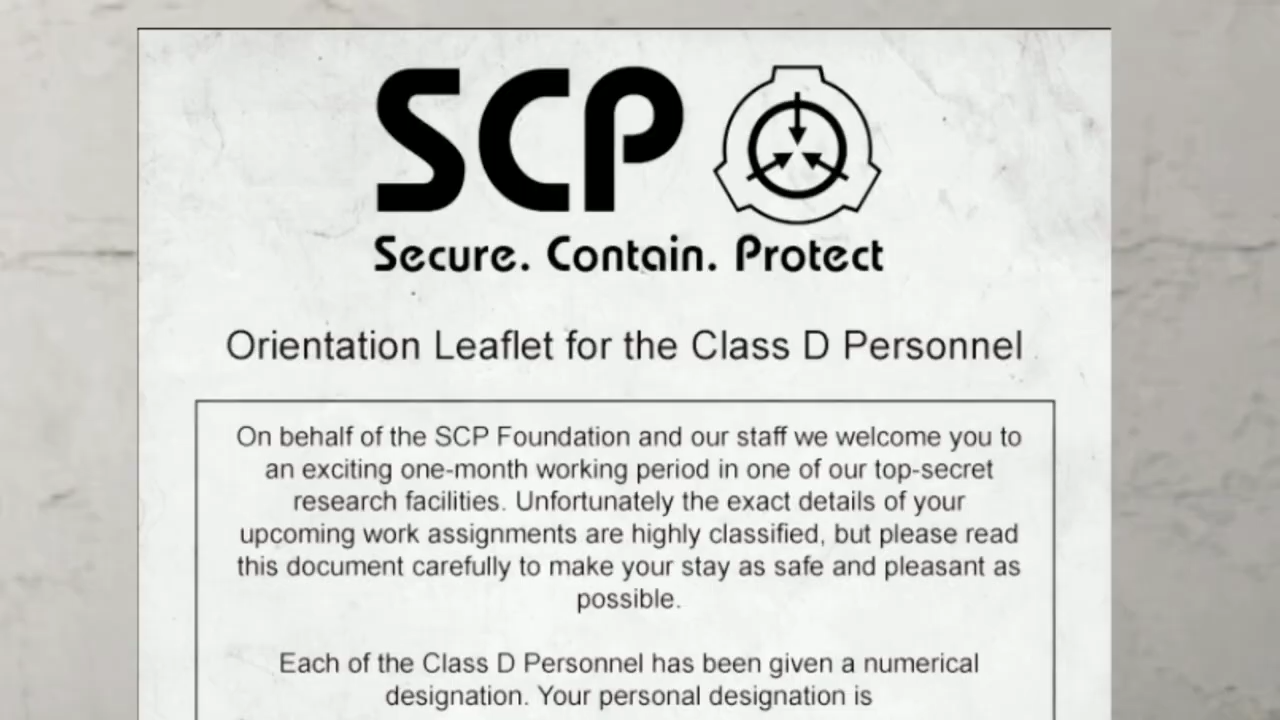 SCP
Secure. Contain. Protect
Orientation Leaflet for the Class D Personnel
On behalf of the SCP Foundation and our staff we welcome you to
an exciting one-month working period in one of our top-secret
research facilities. Unfortunately the exact details of your
upcoming work assignments are highly classified, but please read
this document carefully to make your stay as safe and pleasant as
possible.
Each of the Class D Personnel has been given a numerical
designation. Your personal designation is